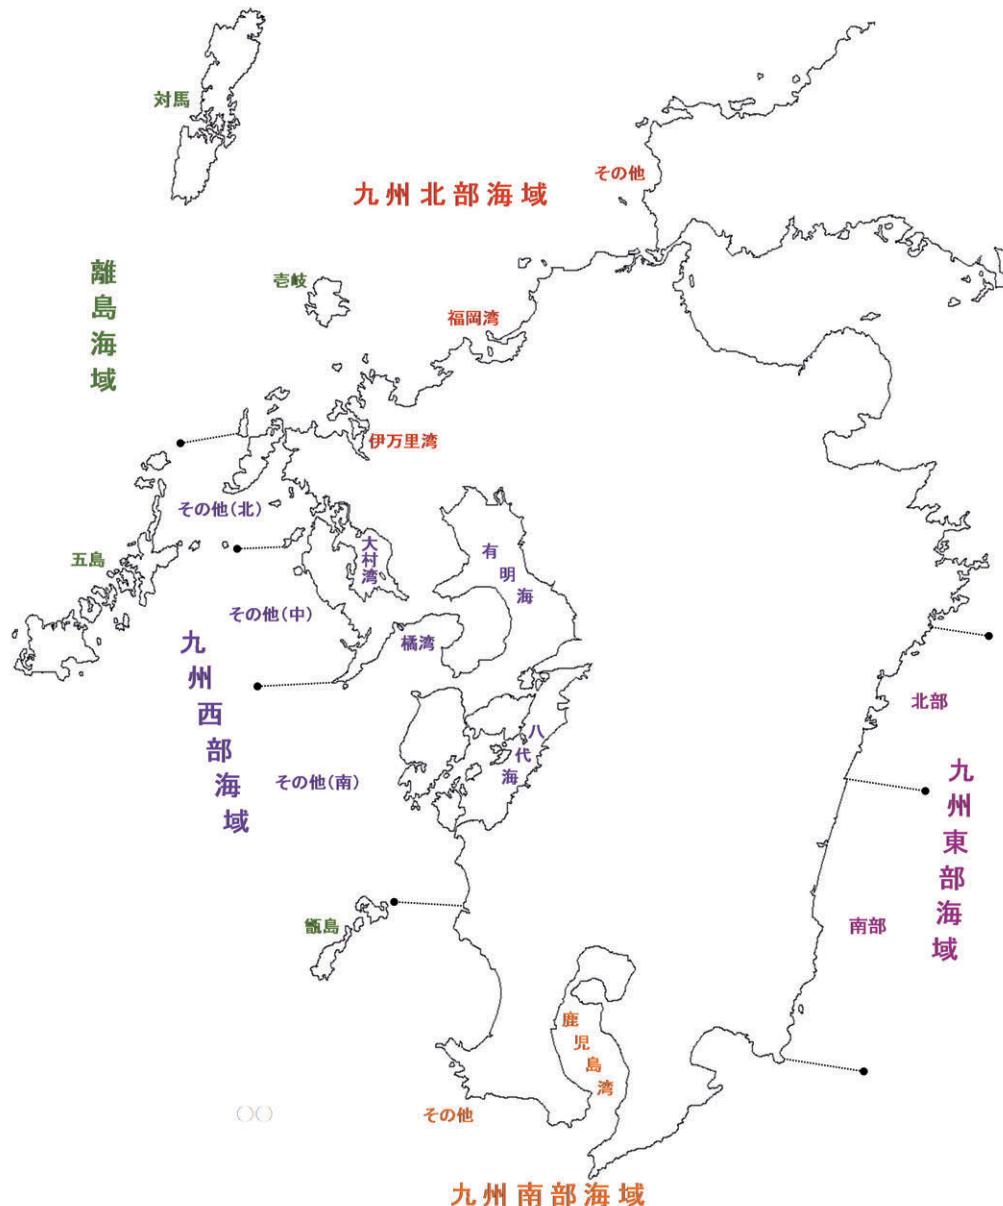 対馬
その他
九州北部海域
離島海域
壱岐
福岡湾
伊万里湾
その他(北)
大村湾
有明海
五島
その他(中)
橘湾
九州西部海域
北部
八代海
その他(南)
九州東部海域
甑島
南部
鹿児島湾
○○
その他
九州南部海域